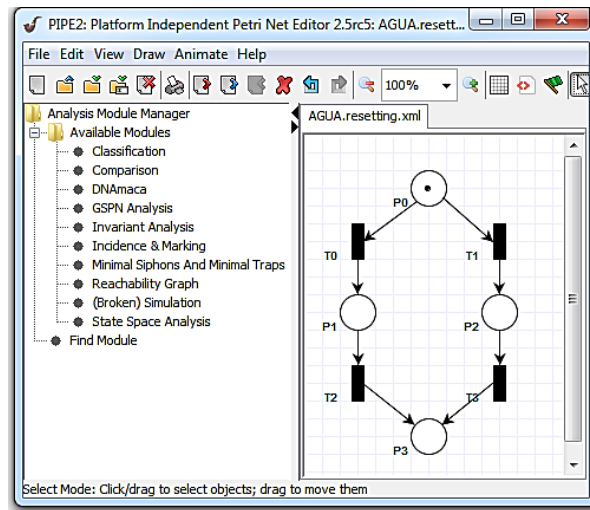 PIPE2: Platform Independent Petri Net Editor 2.5rc5: AGUA.resett...
File Edit View Draw Animate Help
100%
Analysis Module Manager
Available Modules
Classification
Comparison
DNAmaca
GSPN Analysis
Invariant Analysis
Incidence & Marking
Minimal Siphons And Minimal Traps
Reachability Graph
(Broken) Simulation
State Space Analysis
Find Module
AGUA.resetting.xml
P0
T0
T1
P1
P2
T2
T3
P3
Select Mode: Click/drag to select objects; drag to move them